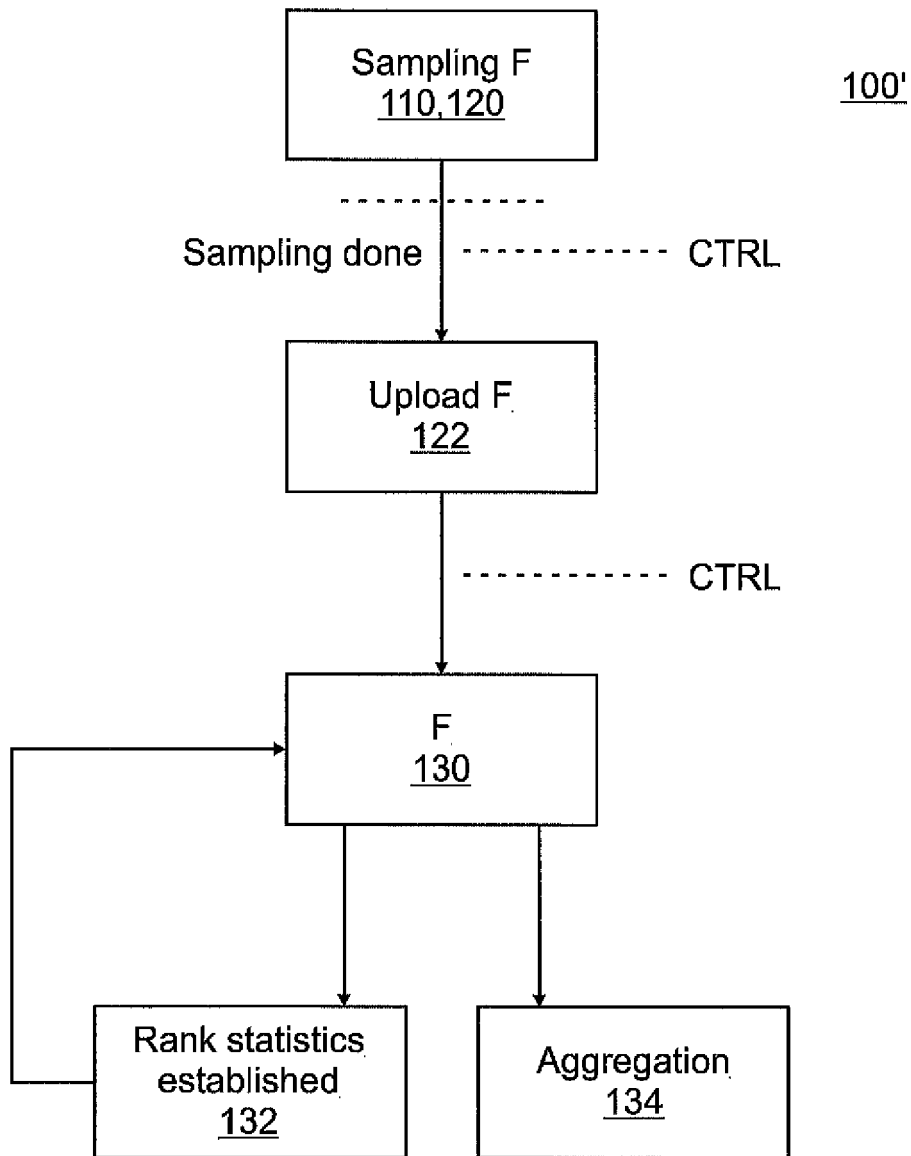 Sampling F
110,120
100'
Sampling done
CTRL
Upload F
122
CTRL
F
130
Rank statistics
established
132
Aggregation
134